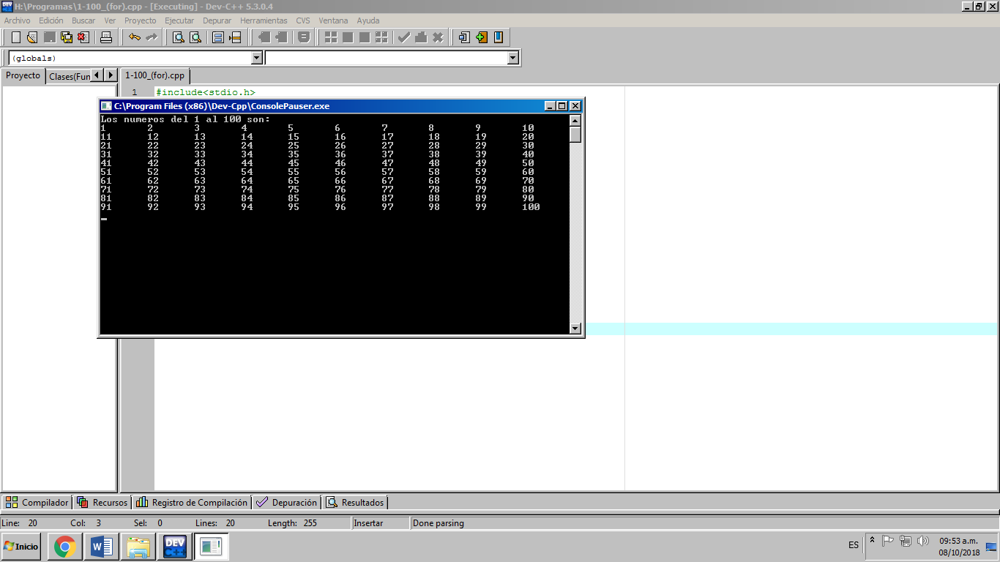 H:\Programas\1-100_(for).cpp - [Executing] - Dev-C++ 5.3.0.4
Archivo Edición Buscar Ver Proyecto Ejecutar Depurar Herramientas CVS Ventana Ayuda
(globals)
Proyecto Clases(Fun 1-100_(for).cpp
1 #include<stdio.h>
C:\Program Files (x86)\Dev-Cpp\ConsolePauser.exe
Los numeros del 1 al 100 son:
1 2 3 4 5 6 7 8 9 10
11 12 13 14 15 16 17 18 19 20
21 22 23 24 25 26 27 28 29 30
31 32 33 34 35 36 37 38 39 40
41 42 43 44 45 46 47 48 49 50
51 52 53 54 55 56 57 58 59 60
61 62 63 64 65 66 67 68 69 70
71 72 73 74 75 76 77 78 79 80
81 82 83 84 85 86 87 88 89 90
91 92 93 94 95 96 97 98 99 100
Compilador Recursos Registro de Compilación Depuración Resultados
Line: 20 Col: 3 Sel: 0 Lines: 20 Length: 255 Insertar Done parsing
Inicio W DEV C++ ES 09:53 a.m.
08/10/2018